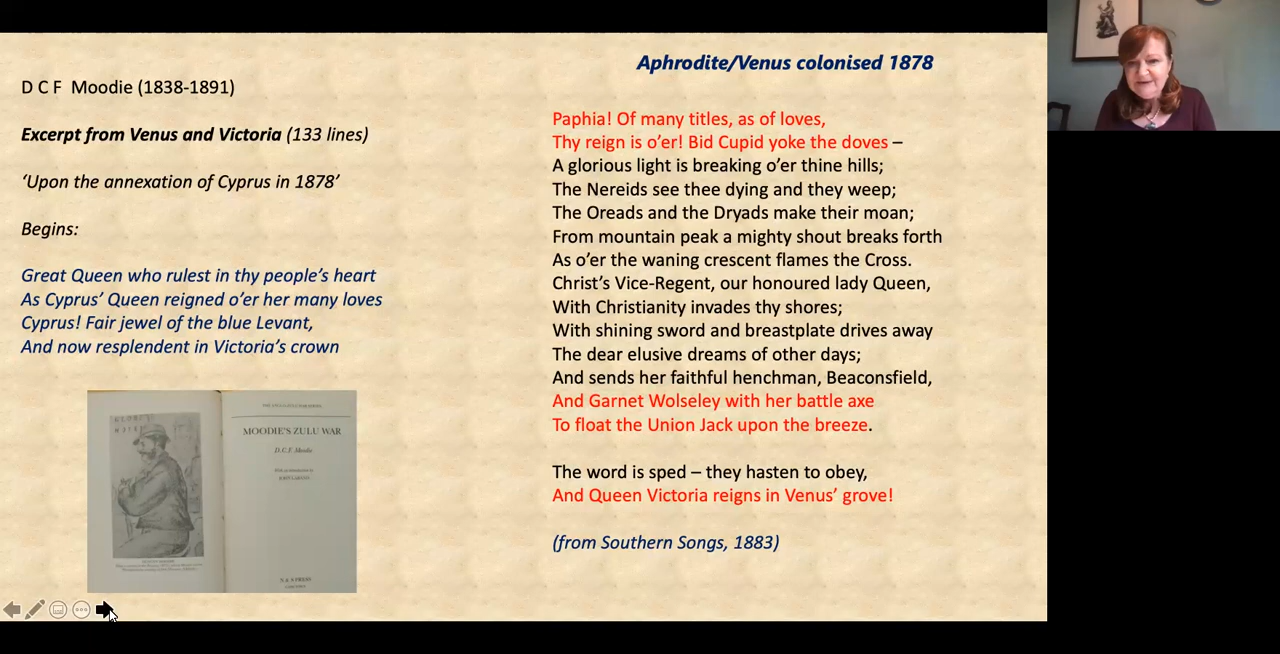 D C F Moodie (1838-1891)
Excerpt from Venus and Victoria (133 lines)
‘Upon the annexation of Cyprus in 1878’
Begins:
Great Queen who rulest in thy people’s heart
As Cyprus’ Queen reigned o’er her many loves
Cyprus! Fair jewel of the blue Levant,
And now resplendent in Victoria’s crown
MOODIE'S ZULU WAR
D.C.F. Moodie
Aphrodite/Venus colonised 1878
Paphia! Of many titles, as of loves,
Thy reign is o’er! Bid Cupid yoke the doves –
A glorious light is breaking o’er thine hills;
The Nereids see thee dying and they weep;
The Oreads and the Dryads make their moan;
From mountain peak a mighty shout breaks forth
As o’er the waning crescent flames the Cross.
Christ’s Vice-Regent, our honoured lady Queen,
With Christianity invades thy shores;
With shining sword and breastplate drives away
The dear elusive dreams of other days;
And sends her faithful henchman, Beaconsfield,
And Garnet Wolseley with her battle axe
To float the Union Jack upon the breeze.
The word is sped – they hasten to obey,
And Queen Victoria reigns in Venus’ grove!
(from Southern Songs, 1883)